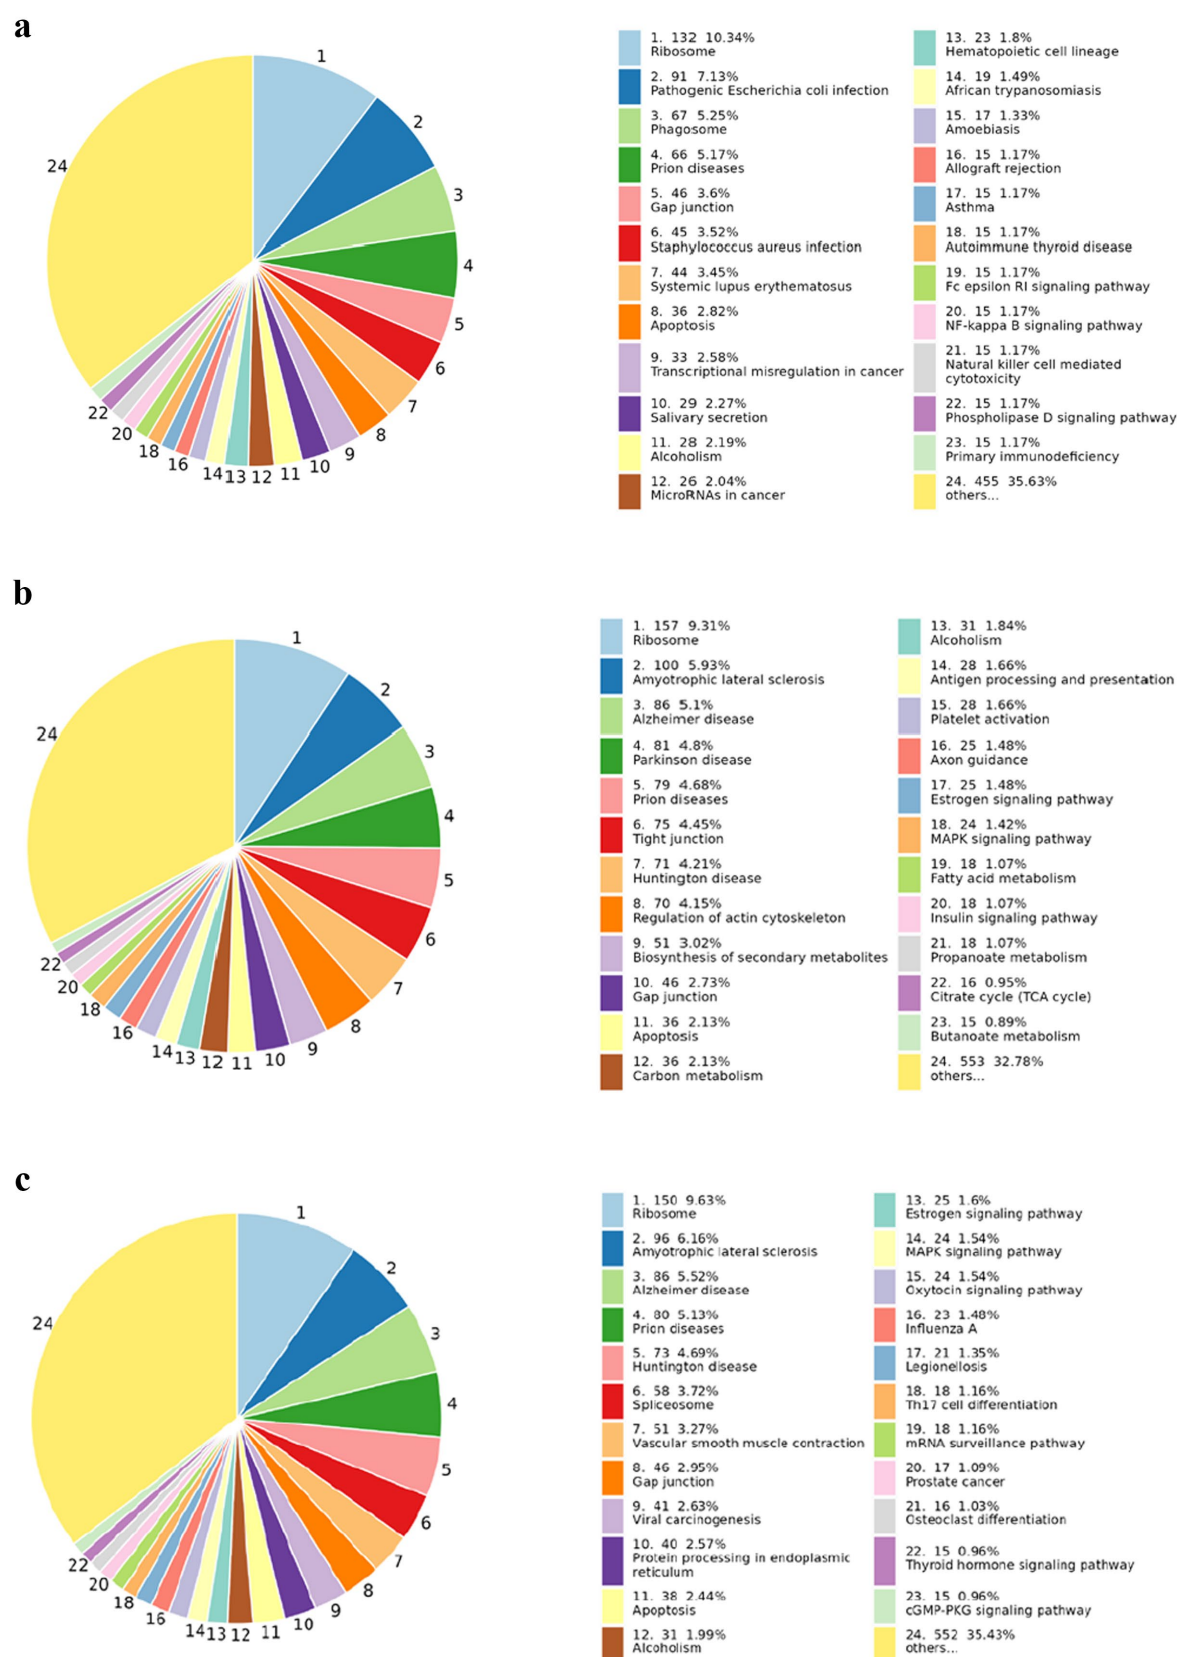 a
1
2
3
4
5
6
7
8
9
10
11
12
13
14
16
18
20
22
24
1. 132 10.34%
Ribosome
2. 91 7.13%
Pathogenic Escherichia coli infection
3. 67 5.25%
Phagosome
4. 66 5.17%
Prion diseases
5. 46 3.6%
Gap junction
6. 45 3.52%
Staphylococcus aureus infection
7. 44 3.45%
Systemic lupus erythematosus
8. 36 2.82%
Apoptosis
9. 33 2.58%
Transcriptional misregulation in cancer
10. 29 2.27%
Salivary secretion
11. 28 2.19%
Alcoholism
12. 26 2.04%
MicroRNAs in cancer
13. 23 1.8%
Hematopoietic cell lineage
14. 19 1.49%
African trypanosomiasis
15. 17 1.33%
Amoebiasis
16. 15 1.17%
Allograft rejection
17. 15 1.17%
Asthma
18. 15 1.17%
Autoimmune thyroid disease
19. 15 1.17%
Fc epsilon RI signaling pathway
20. 15 1.17%
NF-kappa B signaling pathway
21. 15 1.17%
Natural killer cell mediated
cytotoxicity
22. 15 1.17%
Phospholipase D signaling pathway
23. 15 1.17%
Primary immunodeficiency
24. 455 35.63%
others...
b
1
2
3
4
5
6
7
8
9
10
11
12
13
14
16
18
20
22
24
1. 157 9.31%
Ribosome
2. 100 5.93%
Amyotrophic lateral sclerosis
3. 86 5.1%
Alzheimer disease
4. 81 4.8%
Parkinson disease
5. 79 4.68%
Prion diseases
6. 75 4.45%
Tight junction
7. 71 4.21%
Huntington disease
8. 70 4.15%
Regulation of actin cytoskeleton
9. 51 3.02%
Biosynthesis of secondary metabolites
10. 46 2.73%
Gap junction
11. 36 2.13%
Apoptosis
12. 36 2.13%
Carbon metabolism
13. 31 1.84%
Alcoholism
14. 28 1.66%
Antigen processing and presentation
15. 28 1.66%
Platelet activation
16. 25 1.48%
Axon guidance
17. 25 1.48%
Estrogen signaling pathway
18. 24 1.42%
MAPK signaling pathway
19. 18 1.07%
Fatty acid metabolism
20. 18 1.07%
Insulin signaling pathway
21. 18 1.07%
Propanoate metabolism
22. 16 0.95%
Citrate cycle (TCA cycle)
23. 15 0.89%
Butanoate metabolism
24. 553 32.78%
others...
c
1
2
3
4
5
6
7
8
9
10
11
12
13
14
16
18
20
22
24
1. 150 9.63%
Ribosome
2. 96 6.16%
Amyotrophic lateral sclerosis
3. 86 5.52%
Alzheimer disease
4. 80 5.13%
Prion diseases
5. 73 4.69%
Huntington disease
6. 58 3.72%
Spliceosome
7. 51 3.27%
Vascular smooth muscle contraction
8. 46 2.95%
Gap junction
9. 41 2.63%
Viral carcinogenesis
10. 40 2.57%
Protein processing in endoplasmic
reticulum
11. 38 2.44%
Apoptosis
12. 31 1.99%
Alcoholism
13. 25 1.6%
Estrogen signaling pathway
14. 24 1.54%
MAPK signaling pathway
15. 24 1.54%
Oxytocin signaling pathway
16. 23 1.48%
Influenza A
17. 21 1.35%
Legionellosis
18. 18 1.16%
Th17 cell differentiation
19. 18 1.16%
mRNA surveillance pathway
20. 17 1.09%
Prostate cancer
21. 16 1.03%
Osteoclast differentiation
22. 15 0.96%
Thyroid hormone signaling pathway
23. 15 0.96%
cGMP-PKG signaling pathway
24. 552 35.43%
others...